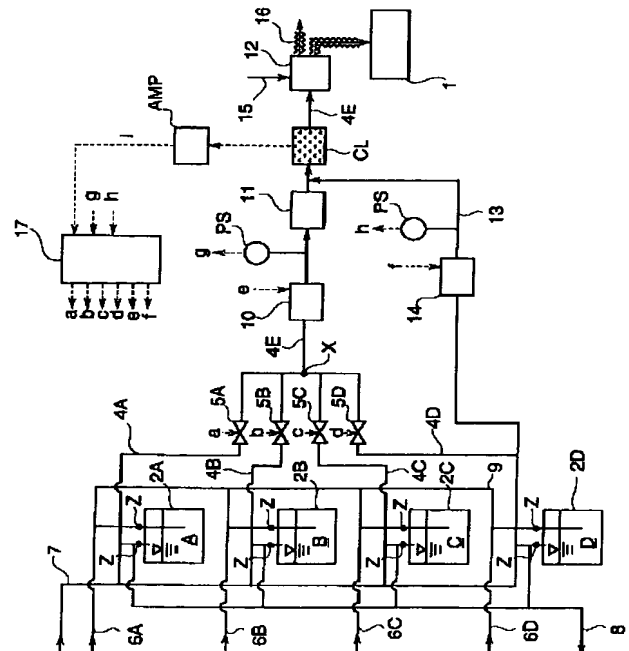 16
12
15
4E
1
AMP
i
CL
17
g
h
a
b
c
d
e
f
11
PS
g
PS
h
13
e
10
f
14
4E
X
4A
5A
a
5B
b
5C
c
5D
d
4B
4C
4D
7
2A
Z
Z
A
6A
2B
Z
Z
B
6B
2C
Z
Z
C
6C
9
2D
Z
Z
D
6D
8